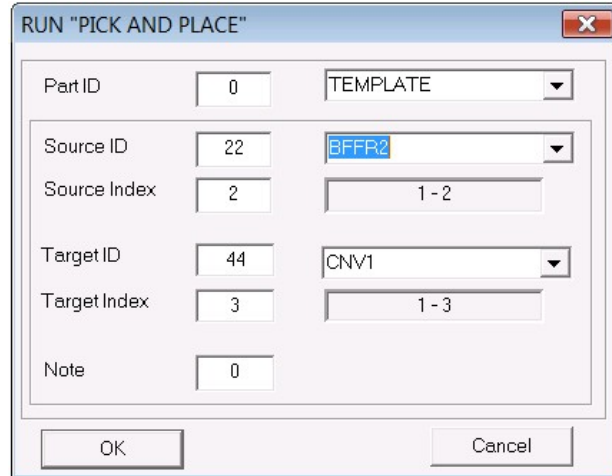 RUN "PICK AND PLACE"
Part ID 0 TEMPLATE
Source ID 22 BFFR2
Source Index 2 1 - 2
Target ID 44 CNV1
Target Index 3 1 - 3
Note 0
OK Cancel